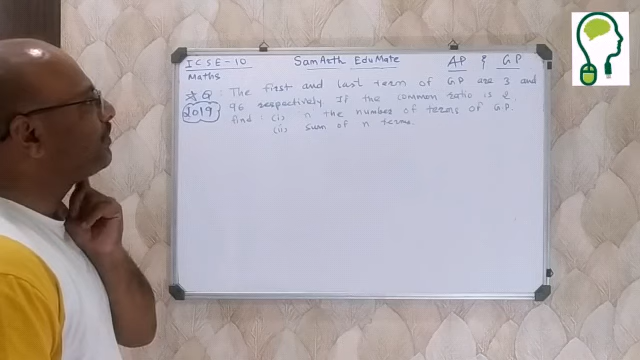 ICSE-10 SamArth EduMate AP & GP
Maths
* Q: The first and last term of G.P are 3 and
2019 96 respectively If the common ratio is 2.
find: (i) n the number of terms of G.P.
(ii) sum of n terms.